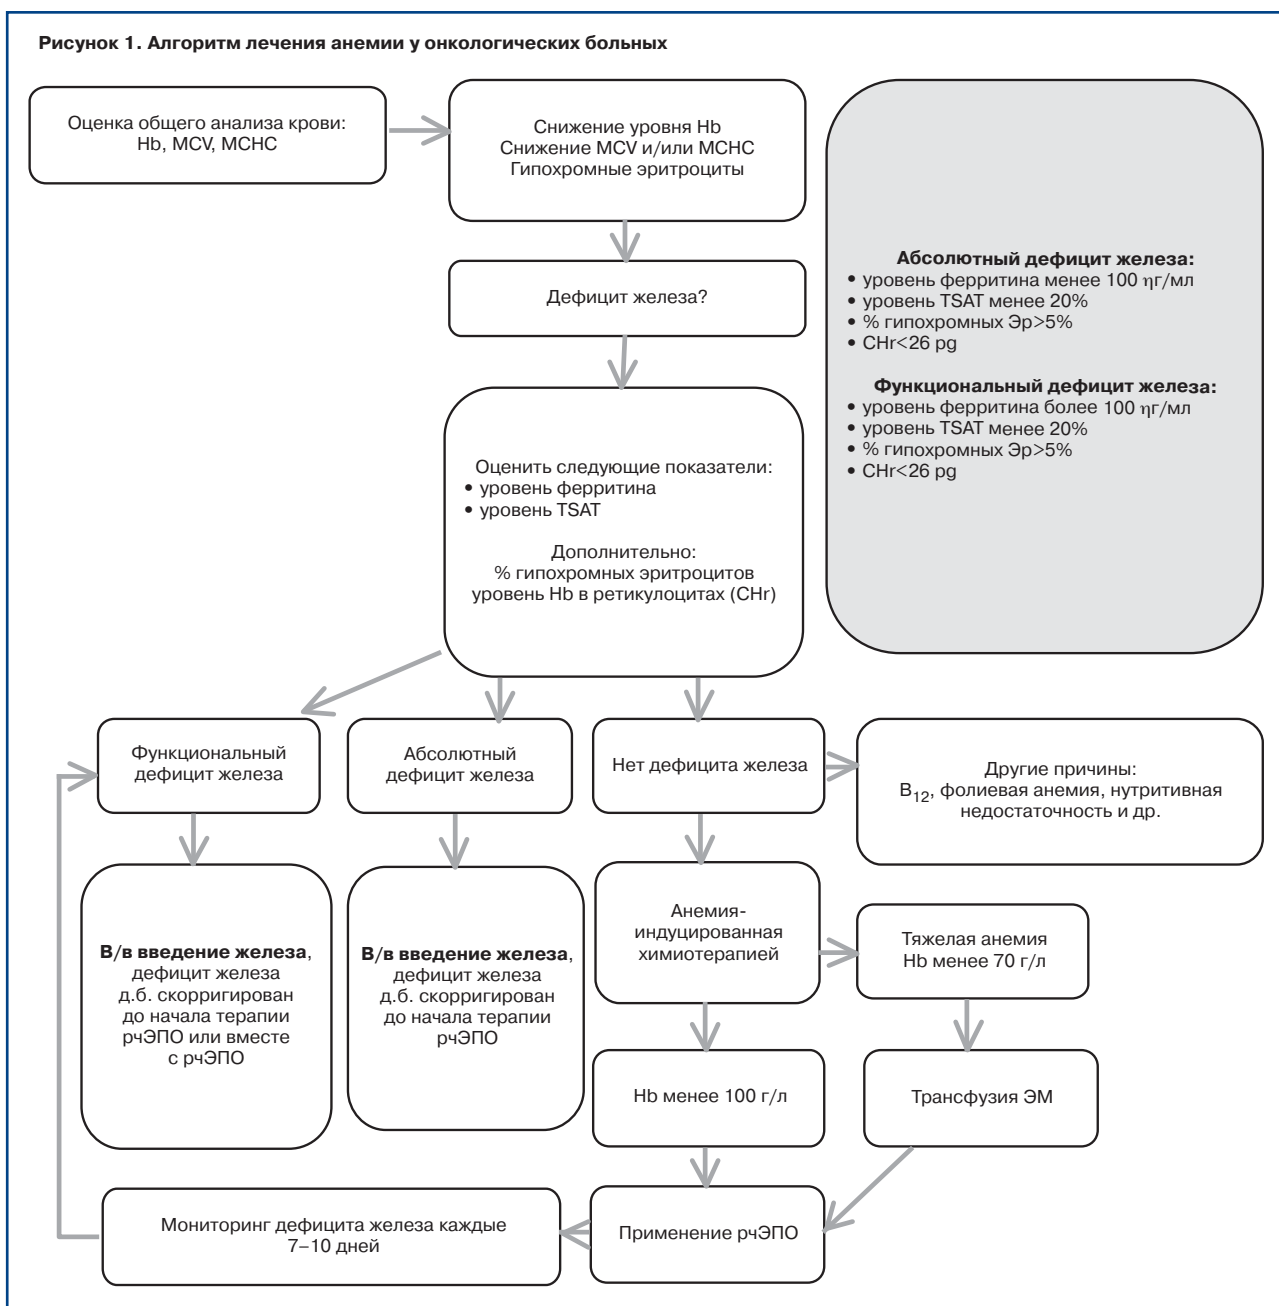 Рисунок 1. Алгоритм лечения анемии у онкологических больных
Оценка общего анализа крови:
Hb, MCV, MCHC
Снижение уровня Hb
Снижение MCV и/или MCHC
Гипохромные эритроциты
Дефицит железа?
Оценить следующие показатели:
• уровень ферритина
• уровень TSAT
Дополнительно:
% гипохромных эритроцитов
уровень Hb в ретикулоцитах (CHr)
Абсолютный дефицит железа:
• уровень ферритина менее 100 ηг/мл
• уровень TSAT менее 20%
• % гипохромных Эр>5%
• CHr<26 pg
Функциональный дефицит железа:
• уровень ферритина более 100 ηг/мл
• уровень TSAT менее 20%
• % гипохромных Эр>5%
• CHr<26 pg
Функциональный
дефицит железа
Абсолютный
дефицит железа
Нет дефицита железа
Другие причины:
B12, фолиевая анемия, нутритивная
недостаточность и др.
В/в введение железа,
дефицит железа
д.б. скорригирован
до начала терапии
рчЭПО или вместе
с рчЭПО
В/в введение железа,
дефицит железа
д.б. скорригирован
до начала терапии
рчЭПО
Анемия-
индуцированная
химиотерапией
Тяжелая анемия
Hb менее 70 г/л
Hb менее 100 г/л
Трансфузия ЭМ
Мониторинг дефицита железа каждые
7–10 дней
Применение рчЭПО